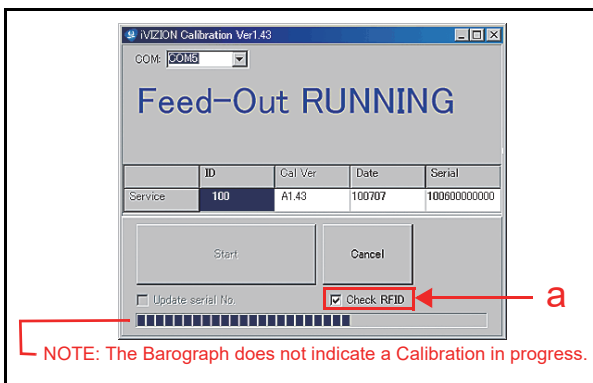 iVIZION Calibration Ver1.43
COM: COM5
Feed-Out RUNNING
ID Cal Ver Date Serial
Service 100 A1.43 100707 100600000000
Start Cancel
Update serial No. Check RFID a
NOTE: The Barograph does not indicate a Calibration in progress.